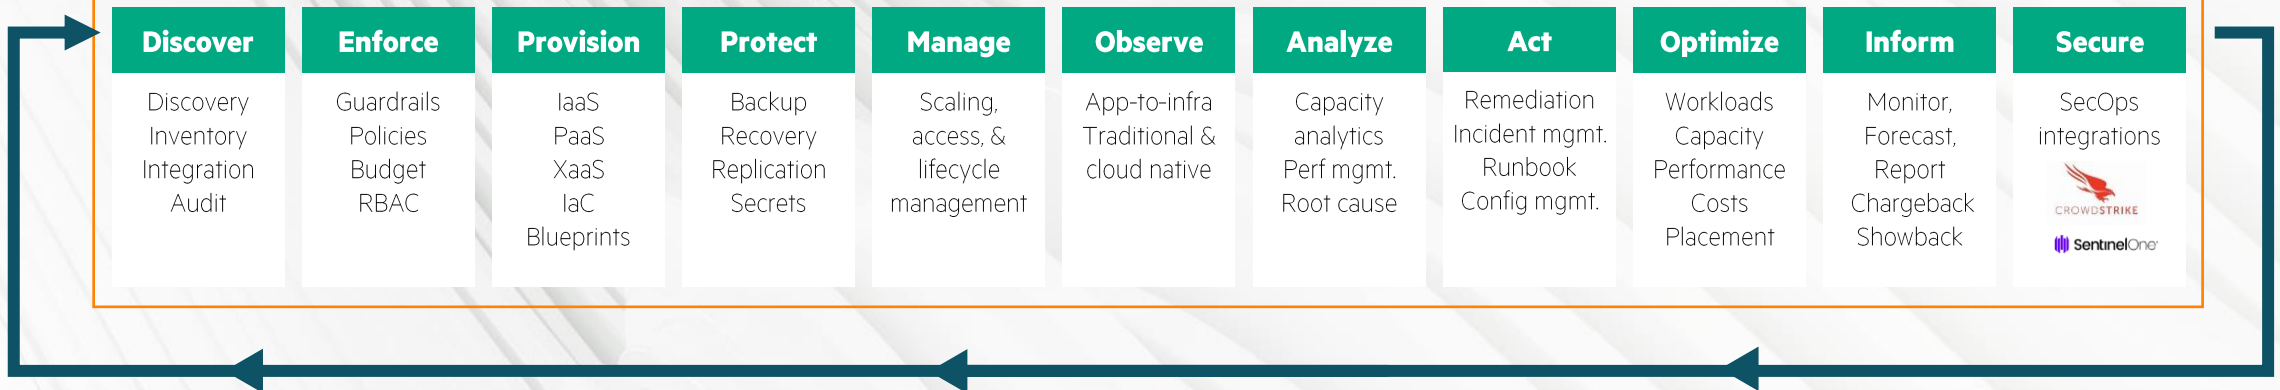 Discover
Discovery
Inventory
Integration
Audit
Enforce
Guardrails
Policies
Budget
RBAC
Provision
IaaS
PaaS
XaaS
IaC
Blueprints
Protect
Backup
Recovery
Replication
Secrets
Manage
Scaling,
access, &
lifecycle
management
Observe
App-to-infra
Traditional &
cloud native
Analyze
Capacity
analytics
Perf mgmt.
Root cause
Act
Remediation
Incident mgmt.
Runbook
Config mgmt.
Optimize
Workloads
Capacity
Performance
Costs
Placement
Inform
Monitor,
Forecast,
Report
Chargeback
Showback
Secure
SecOps
integrations
CROWDSTRIKE
SentinelOne